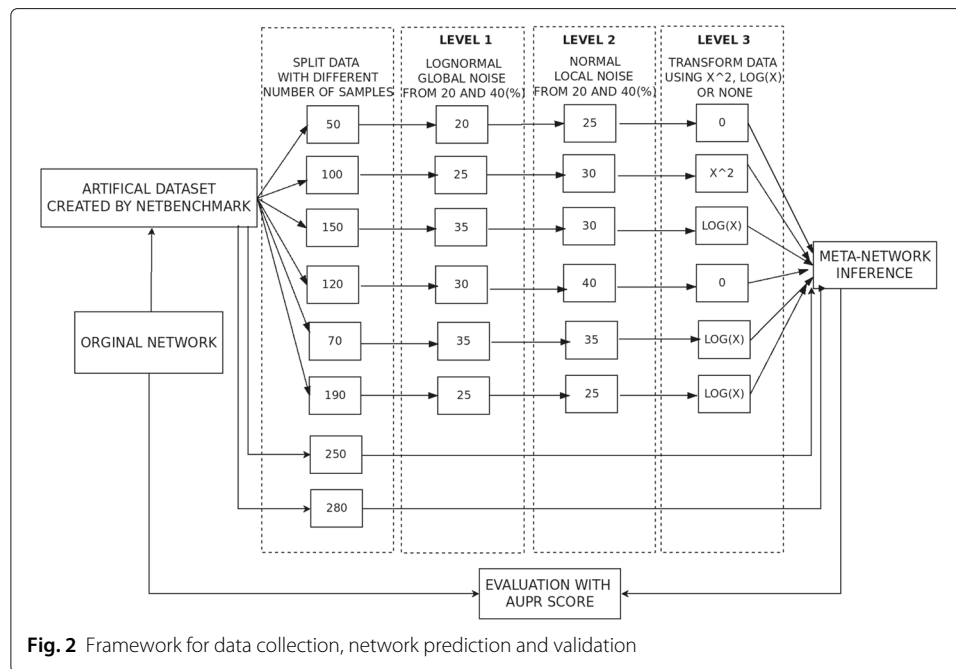 LEVEL 1
LEVEL 2
LEVEL 3
SPLIT DATA
WITH DIFFERENT
NUMBER OF SAMPLES
LOGNORMAL
GLOBAL NOISE
FROM 20 AND 40(%)
NORMAL
LOCAL NOISE
FROM 20 AND 40(%)
TRANSFORM DATA
USING X^2, LOG(X)
OR NONE
50
20
25
0
100
25
30
X^2
150
35
30
LOG(X)
120
30
40
0
70
35
35
LOG(X)
190
25
25
LOG(X)
250
280
ARTIFICAL DATASET
CREATED BY NETBENCHMARK
ORGINAL NETWORK
META-NETWORK
INFERENCE
EVALUATION WITH
AUPR SCORE
Fig. 2 Framework for data collection, network prediction and validation